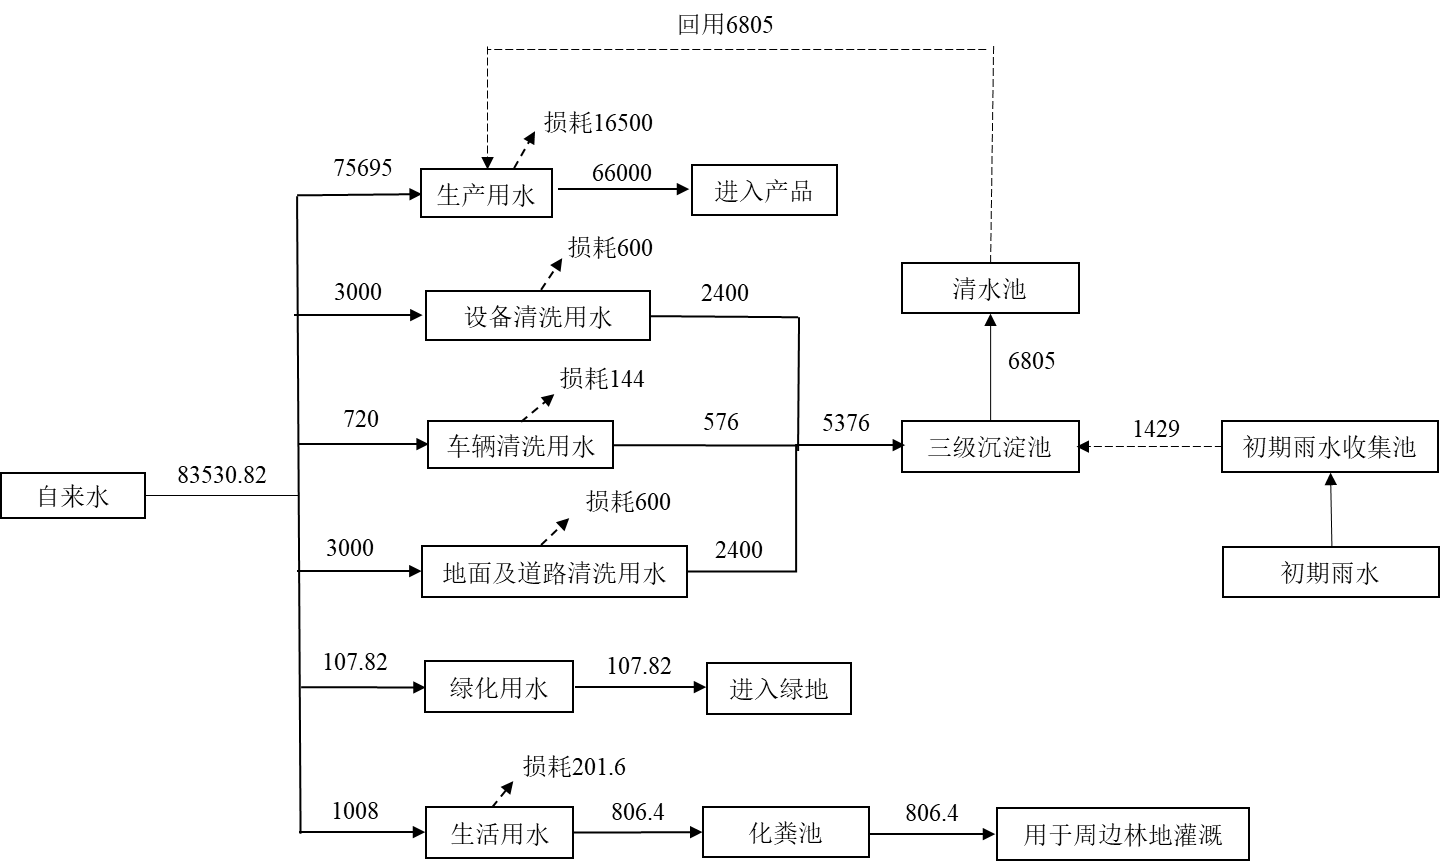 回用6805
损耗16500
75695
生产用水
66000
进入产品
损耗600
3000
设备清洗用水
2400
清水池
6805
损耗144
720
车辆清洗用水
576
5376
三级沉淀池
1429
初期雨水收集池
自来水
83530.82
损耗600
3000
地面及道路清洗用水
2400
初期雨水
107.82
绿化用水
107.82
进入绿地
损耗201.6
1008
生活用水
806.4
化粪池
806.4
用于周边林地灌溉